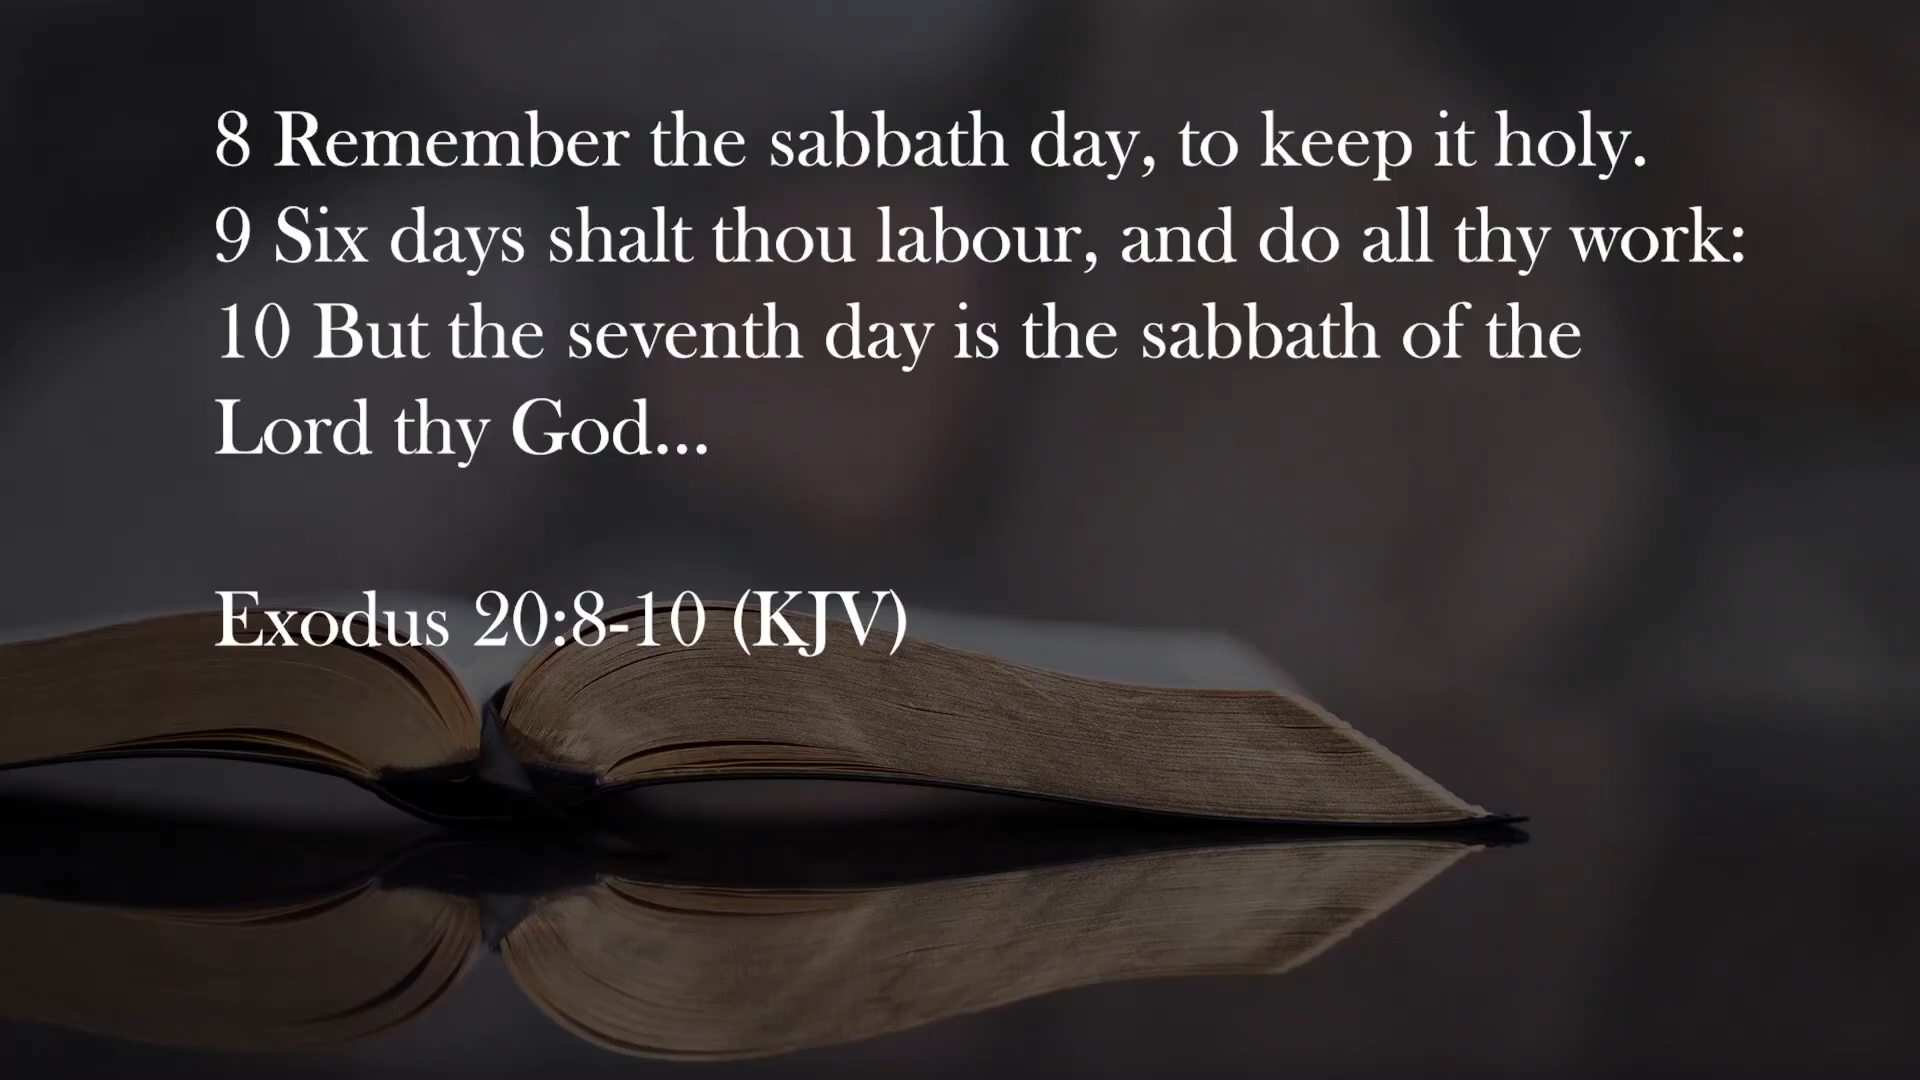 8 Remember the sabbath day, to keep it holy.
9 Six days shalt thou labour, and do all thy work:
10 But the seventh day is the sabbath of the
Lord thy God...
Exodus 20:8-10 (KJV)